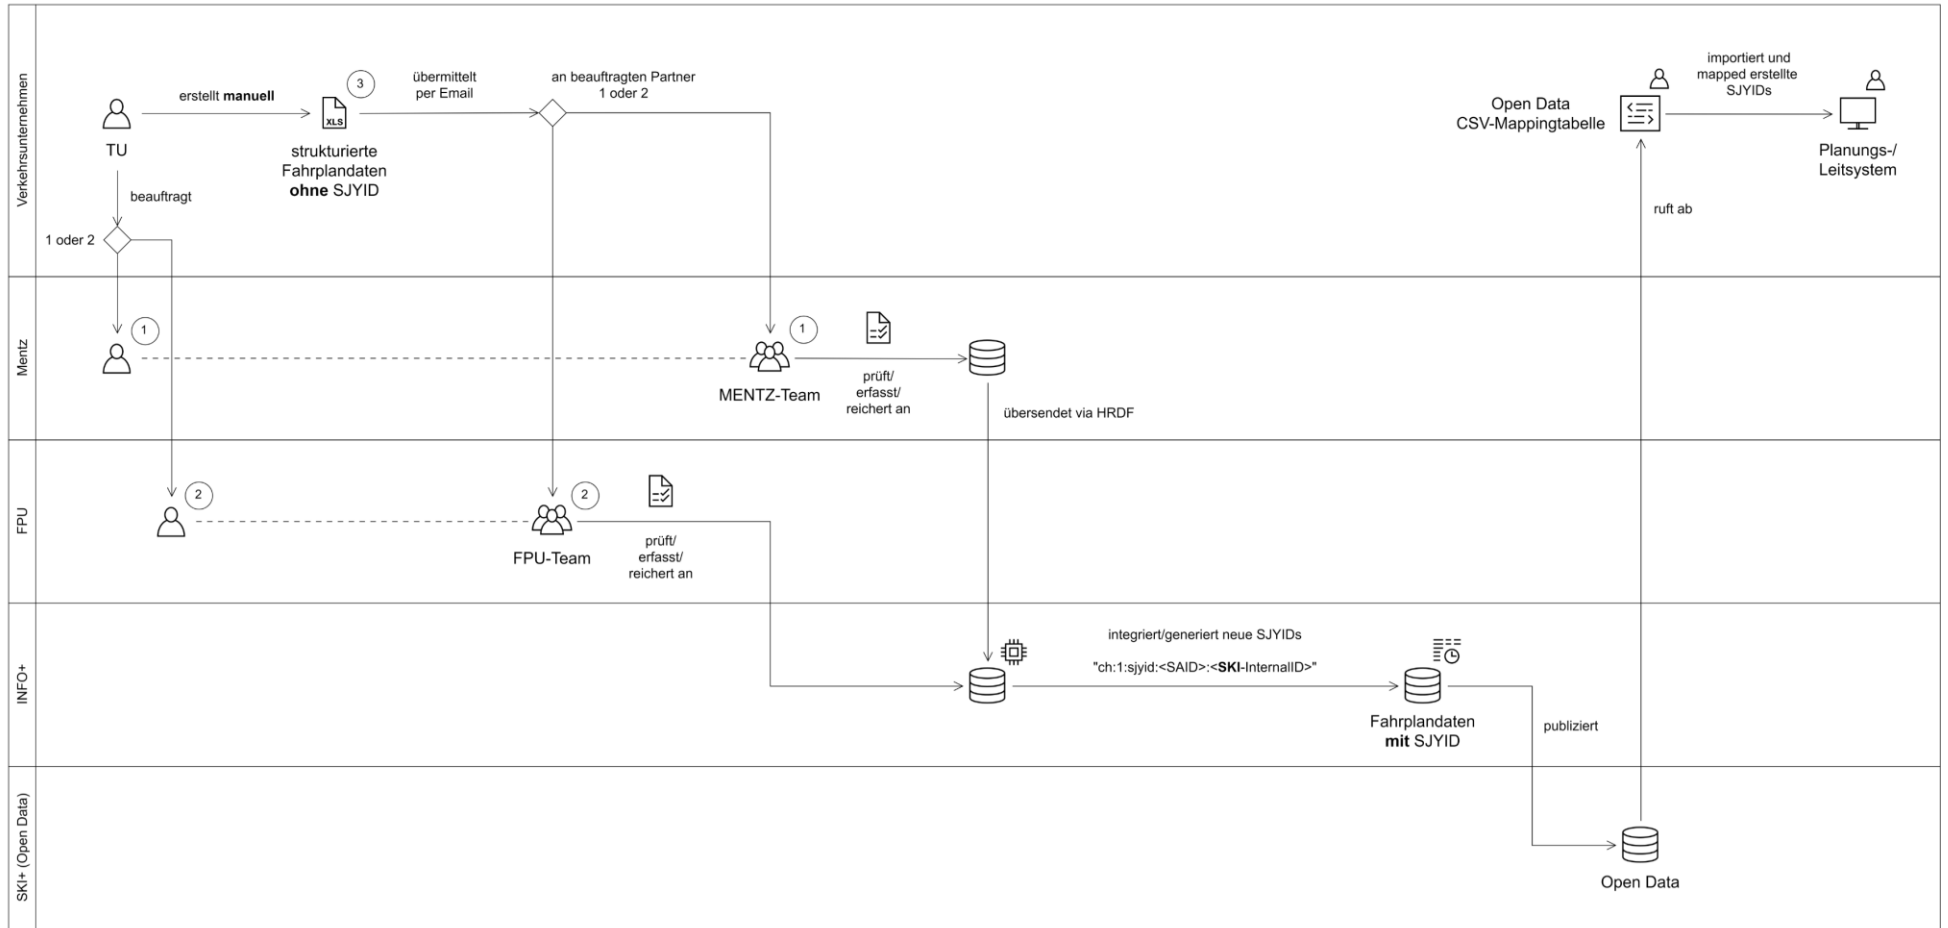 Verkehrsunternehmen
TU
erstellt manuell
XLS
3
strukturierte
Fahrplandaten
ohne SJYID
übermittelt
per Email
an beauftragten Partner
1 oder 2
beauftragt
1 oder 2
Open Data
CSV-Mappingtabelle
importiert und
mapped erstellte
SJYIDs
Planungs-/
Leitsystem
ruft ab
Mentz
1
1
MENTZ-Team
prüft/
erfasst/
reichert an
übersendet via HRDF
FPU
2
2
FPU-Team
prüft/
erfasst/
reichert an
INFO+
integriert/generiert neue SJYIDs
"ch:1:sjyid:<SAID>:<SKI-InternalID>"
Fahrplandaten
mit SJYID
publiziert
SKI+ (Open Data)
Open Data